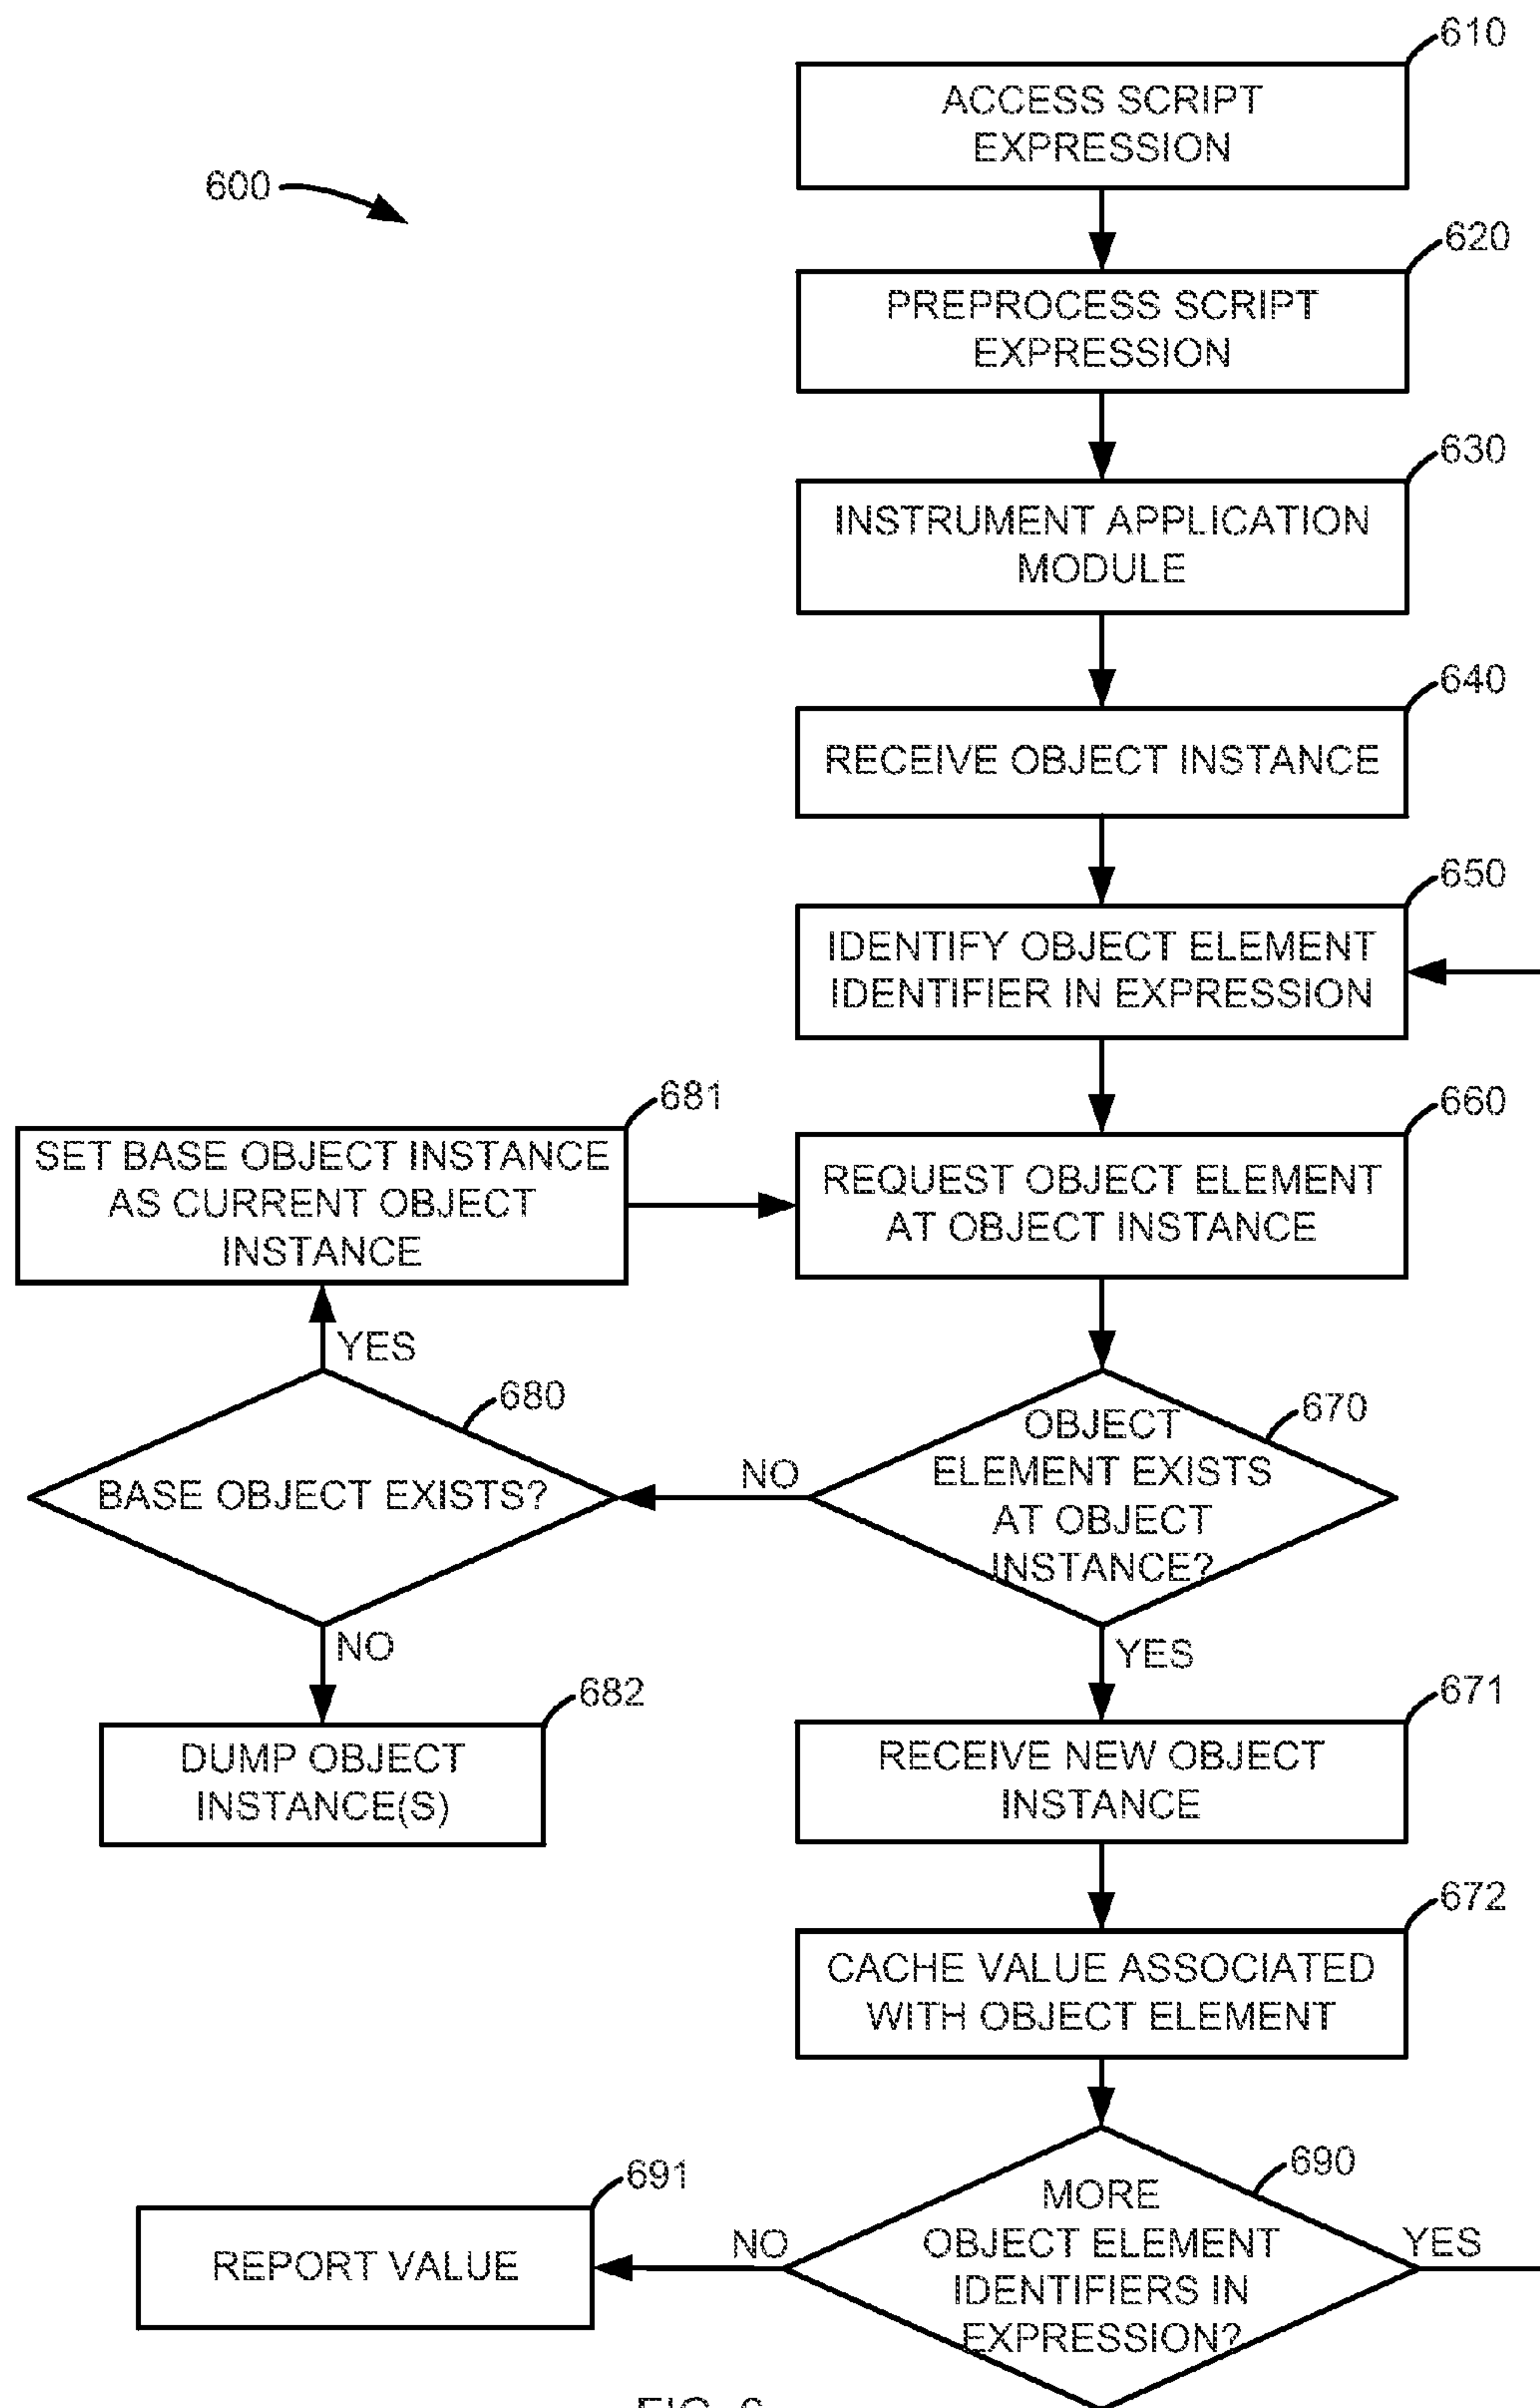 610
ACCESS SCRIPT
EXPRESSION
600
620
PREPROCESS SCRIPT
EXPRESSION
630
INSTRUMENT APPLICATION
MODULE
640
RECEIVE OBJECT INSTANCE
650
IDENTIFY OBJECT ELEMENT
IDENTIFIER IN EXPRESSION
681
SET BASE OBJECT INSTANCE
AS CURRENT OBJECT
INSTANCE
660
REQUEST OBJECT ELEMENT
AT OBJECT INSTANCE
YES
680
BASE OBJECT EXISTS?
NO
670
OBJECT
ELEMENT EXISTS
AT OBJECT
INSTANCE?
NO
YES
682
DUMP OBJECT
INSTANCE(S)
671
RECEIVE NEW OBJECT
INSTANCE
672
CACHE VALUE ASSOCIATED
WITH OBJECT ELEMENT
691
REPORT VALUE
NO
690
MORE
OBJECT ELEMENT
IDENTIFIERS IN
EXPRESSION?
YES
FIG. 6